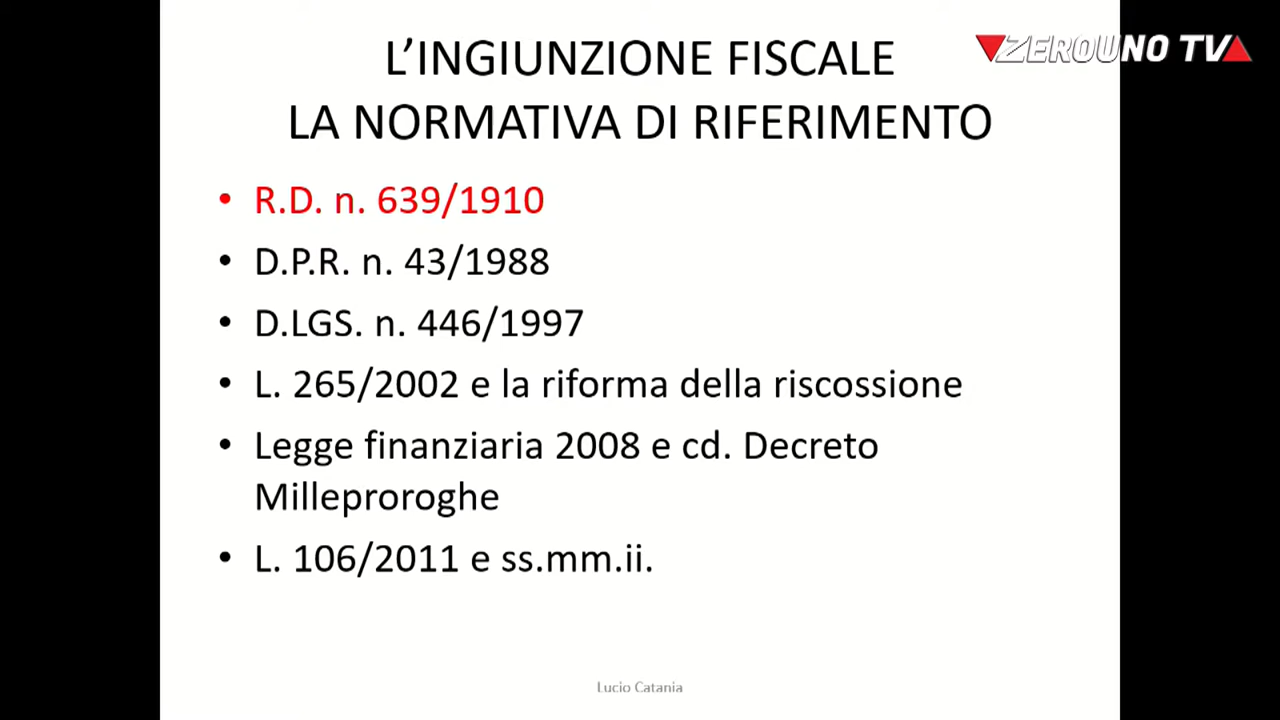 L'INGIUNZIONE FISCALE
ZEROUNO TV
LA NORMATIVA DI RIFERIMENTO
• R.D. n. 639/1910
• D.P.R. n. 43/1988
• D.LGS. n. 446/1997
• L. 265/2002 e la riforma della riscossione
• Legge finanziaria 2008 e cd. Decreto
Milleproroghe
• L. 106/2011 e ss.mm.ii.
Lucio Catania